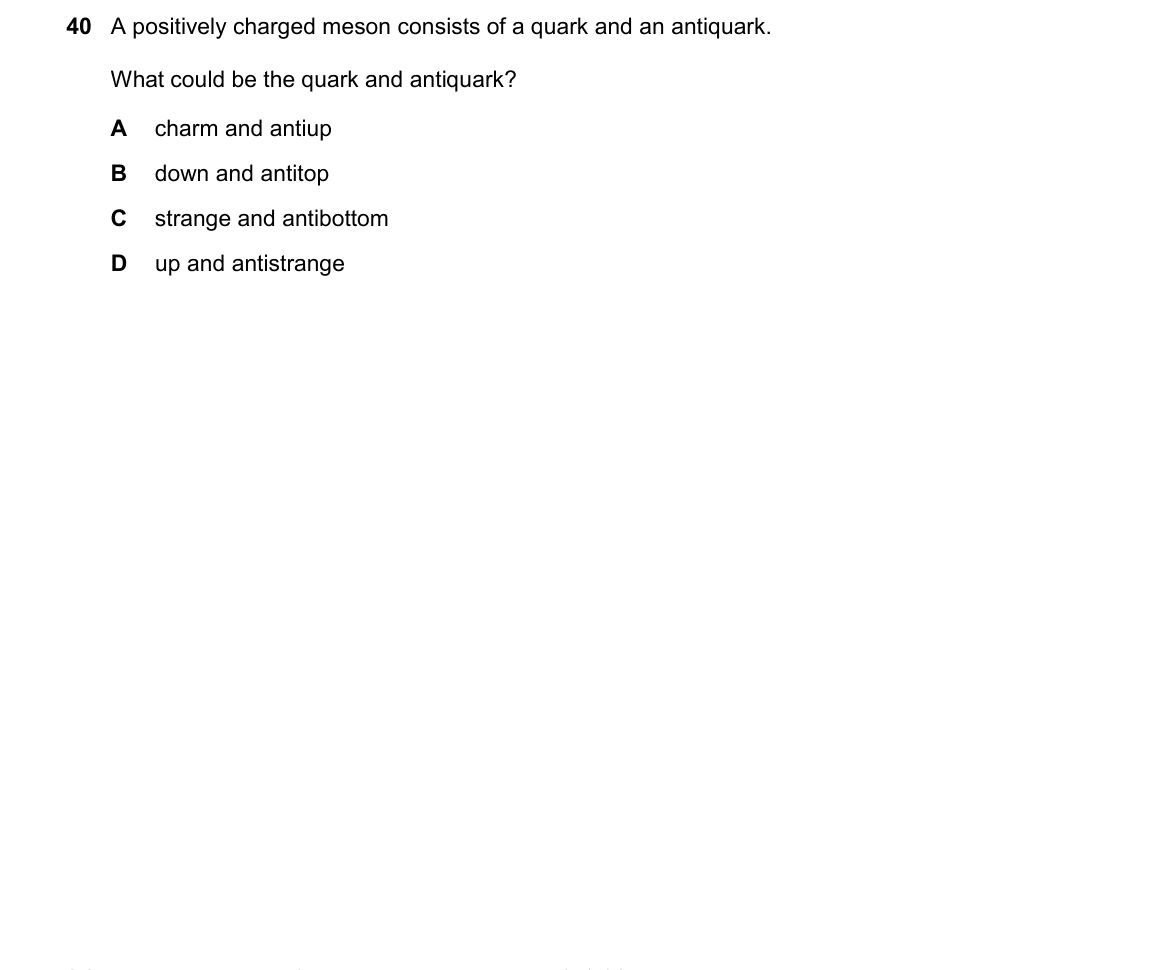 40 A positively charged meson consists of a quark and an antiquark.
What could be the quark and antiquark?
A charm and antiup
B down and antitop
C strange and antibottom
D up and antistrange